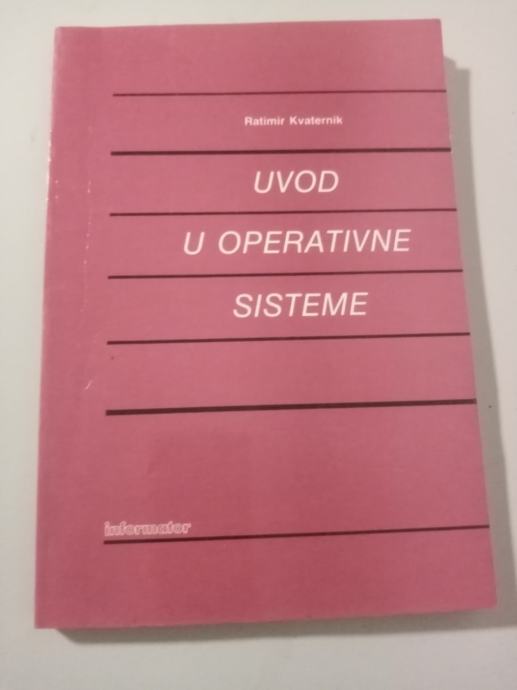 Ratimir Kvaternik
UVOD
U OPERATIVNE
SISTEME
informator